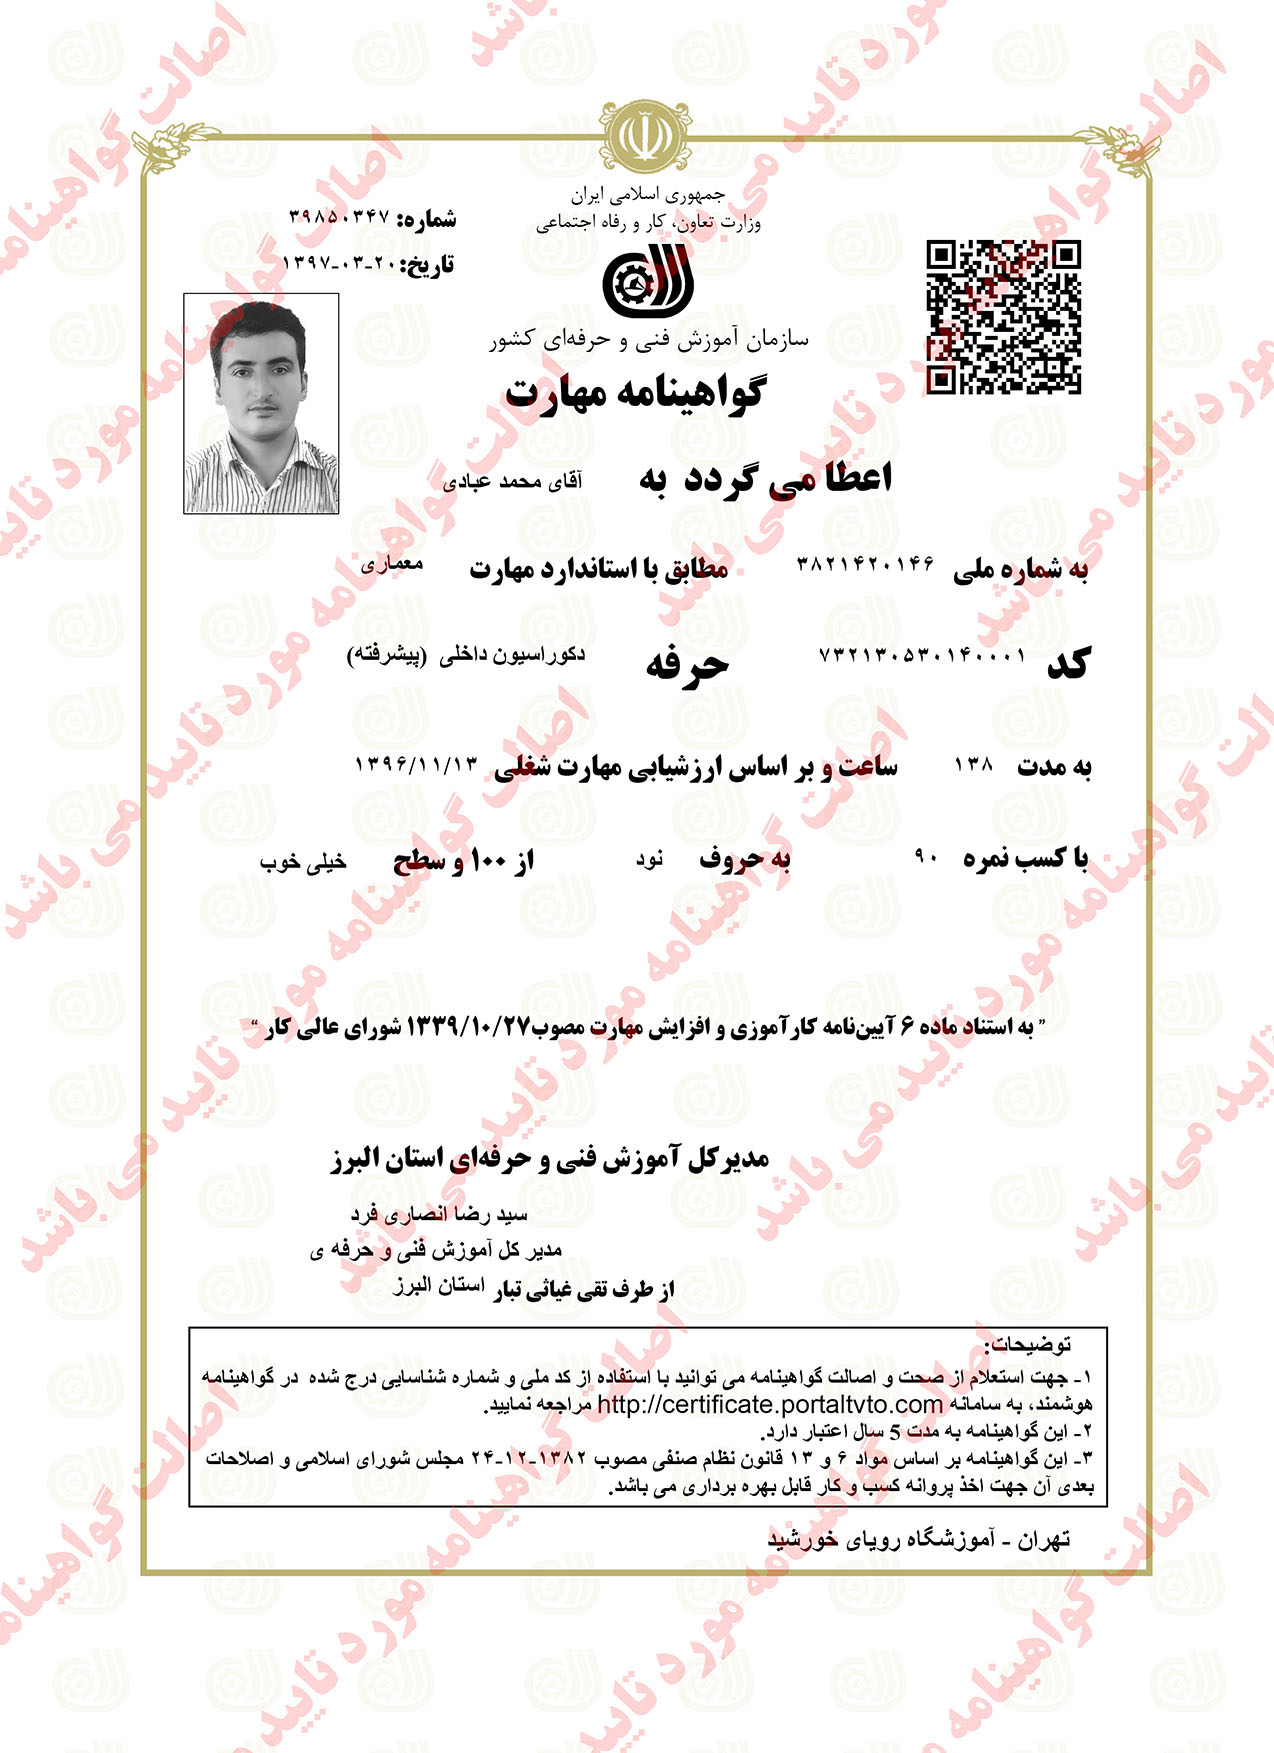 جمهوری اسلامی ایران
وزارت تعاون، کار و رفاه اجتماعی
شماره: ۳۹۸۵۰۳۴۷
تاریخ: ۱۳۹۷-۰۳-۲۰
سازمان آموزش فنی و حرفه‌ای کشور
گواهینامه مهارت
اعطا می گردد به آقای محمد عبادی
به شماره ملی ۳۸۲۱۴۲۰۱۴۶ مطابق با استاندارد مهارت معماری
کد ۷۳۲۱۳۰۵۳۰۱۴۰۰۰۱ حرفه دکوراسیون داخلی (پیشرفته)
به مدت ۱۳۸ ساعت و بر اساس ارزشیابی مهارت شغلی ۱۳۹۶/۱۱/۱۳
با کسب نمره ۹۰ به حروف نود از ۱۰۰ و سطح خیلی خوب
" به استناد ماده ۶ آیین‌نامه کارآموزی و افزایش مهارت مصوب۱۳۳۹/۱۰/۲۷ شورای عالی کار "
مدیرکل آموزش فنی و حرفه‌ای استان البرز
سید رضا انصاری فرد
مدیر کل آموزش فنی و حرفه ی
از طرف تقی غیاثی تبار استان البرز
توضیحات:
۱- جهت استعلام از صحت و اصالت گواهینامه می توانید با استفاده از کد ملی و شماره شناسایی درج شده در گواهینامه
هوشمند، به سامانه http://certificate.portaltvto.com مراجعه نمایید.
۲- این گواهینامه به مدت 5 سال اعتبار دارد.
۳- این گواهینامه بر اساس مواد ۶ و ۱۳ قانون نظام صنفی مصوب ۱۳۸۲-۱۲-۲۴ مجلس شورای اسلامی و اصلاحات
بعدی آن جهت اخذ پروانه کسب و کار قابل بهره برداری می باشد.
تهران - آموزشگاه رویای خورشید
اصالت گواهینامه مورد تایید می باشد